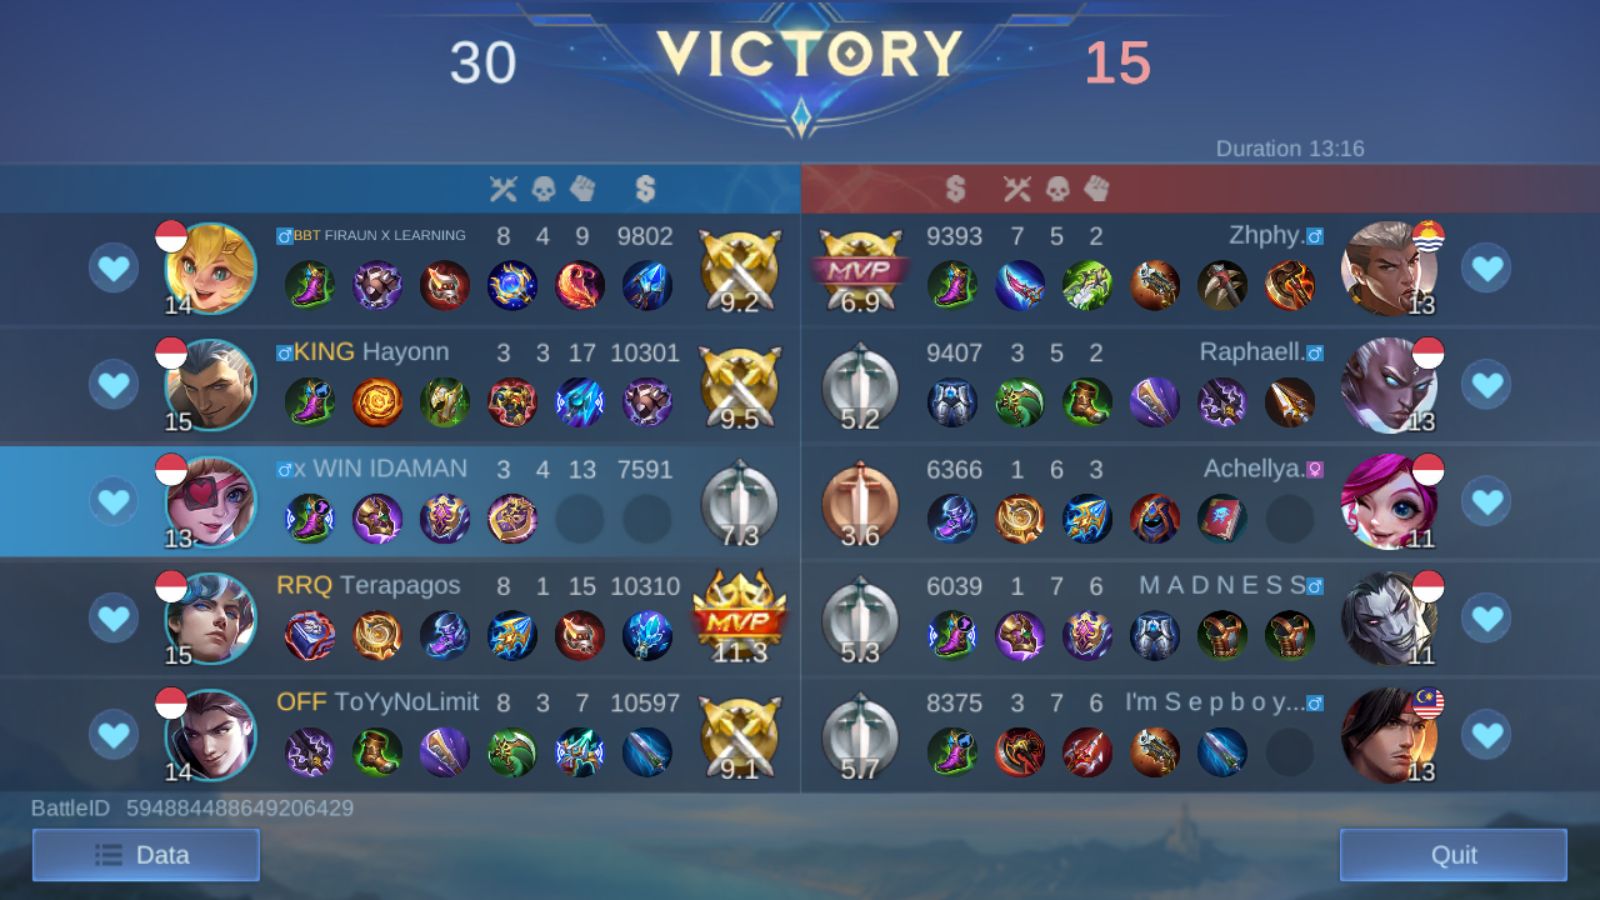 30 VICTORY 15
Duration 13:16
BBT FIRAUN X LEARNING 8 4 9 9802
14 9.2
MVP 9393 7 5 2 Zhphy.
6.9 13
KING Hayonn 3 3 17 10301
15 9.5
9407 3 5 2 Raphaell.
5.2 13
x WIN IDAMAN 3 4 13 7591
13 7.3
6366 1 6 3 Achellya.
3.6 11
RRQ Terapagos 8 1 15 10310
MVP
15 11.3
6039 1 7 6 M A D N E S S
5.3 11
OFF ToYyNoLimit 8 3 7 10597
14 9.1
8375 3 7 6 I'm S e p b o y...
5.7 13
BattleID 594884488649206429
Data Quit